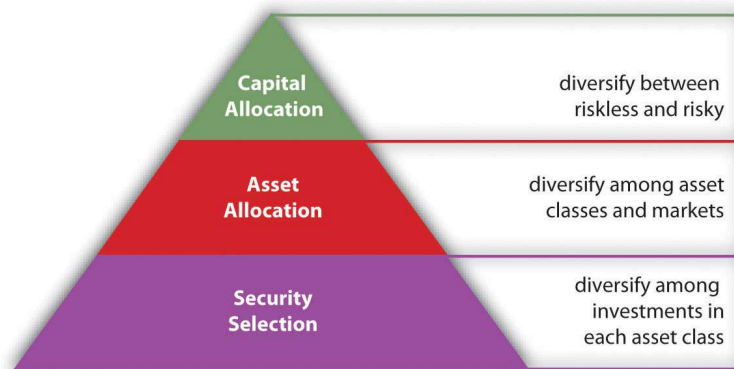 Capital
Allocation
diversify between
riskless and risky
Asset
Allocation
diversify among asset
classes and markets
Security
Selection
diversify among
investments in
each asset class